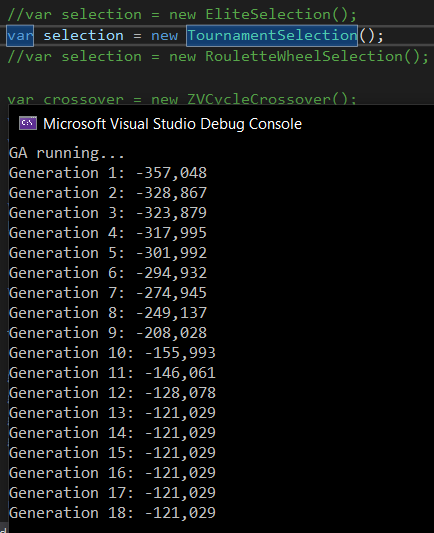 //var selection = new EliteSelection();
var selection = new TournamentSelection();
//var selection = new RouletteWheelSelection();
var crossover = new ZVCycleCrossover();
Microsoft Visual Studio Debug Console
GA running...
Generation 1: -357,048
Generation 2: -328,867
Generation 3: -323,879
Generation 4: -317,995
Generation 5: -301,992
Generation 6: -294,932
Generation 7: -274,945
Generation 8: -249,137
Generation 9: -208,028
Generation 10: -155,993
Generation 11: -146,061
Generation 12: -128,078
Generation 13: -121,029
Generation 14: -121,029
Generation 15: -121,029
Generation 16: -121,029
Generation 17: -121,029
Generation 18: -121,029